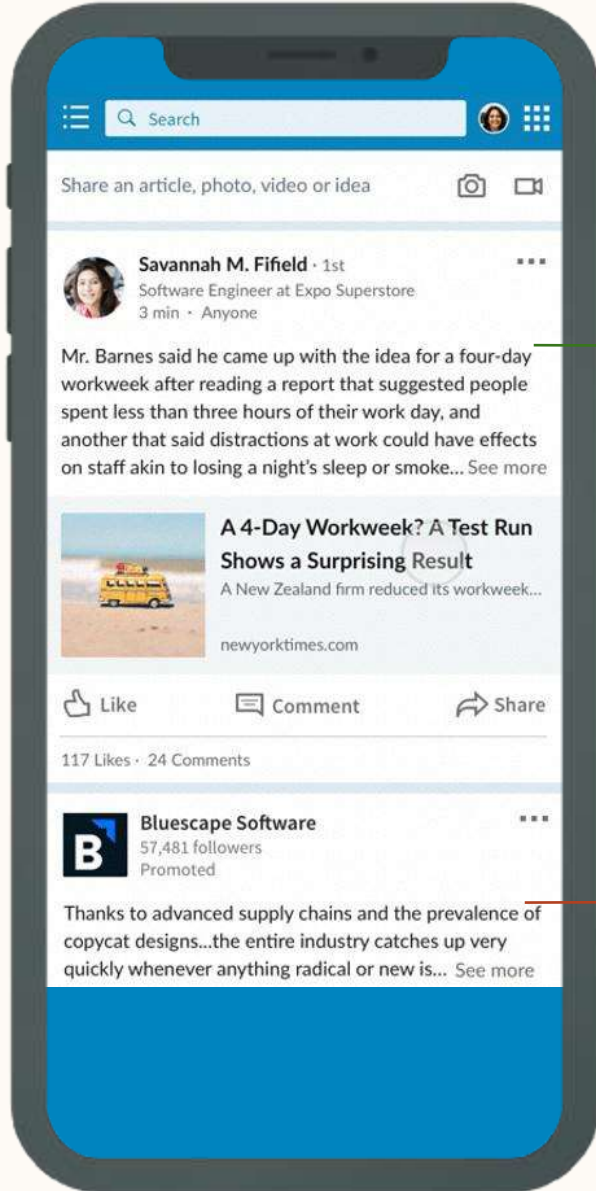 Search
Share an article, photo, video or idea
Savannah M. Fifield · 1st
Software Engineer at Expo Superstore
3 min · Anyone
Mr. Barnes said he came up with the idea for a four-day
workweek after reading a report that suggested people
spent less than three hours of their work day, and
another that said distractions at work could have effects
on staff akin to losing a night's sleep or smoke... See more
A 4-Day Workweek? A Test Run
Shows a Surprising Result
A New Zealand firm reduced its workweek...
newyorktimes.com
Like Comment Share
117 Likes · 24 Comments
B
Bluescape Software
57,481 followers
Promoted
Thanks to advanced supply chains and the prevalence of
copycat designs...the entire industry catches up very
quickly whenever anything radical or new is... See more